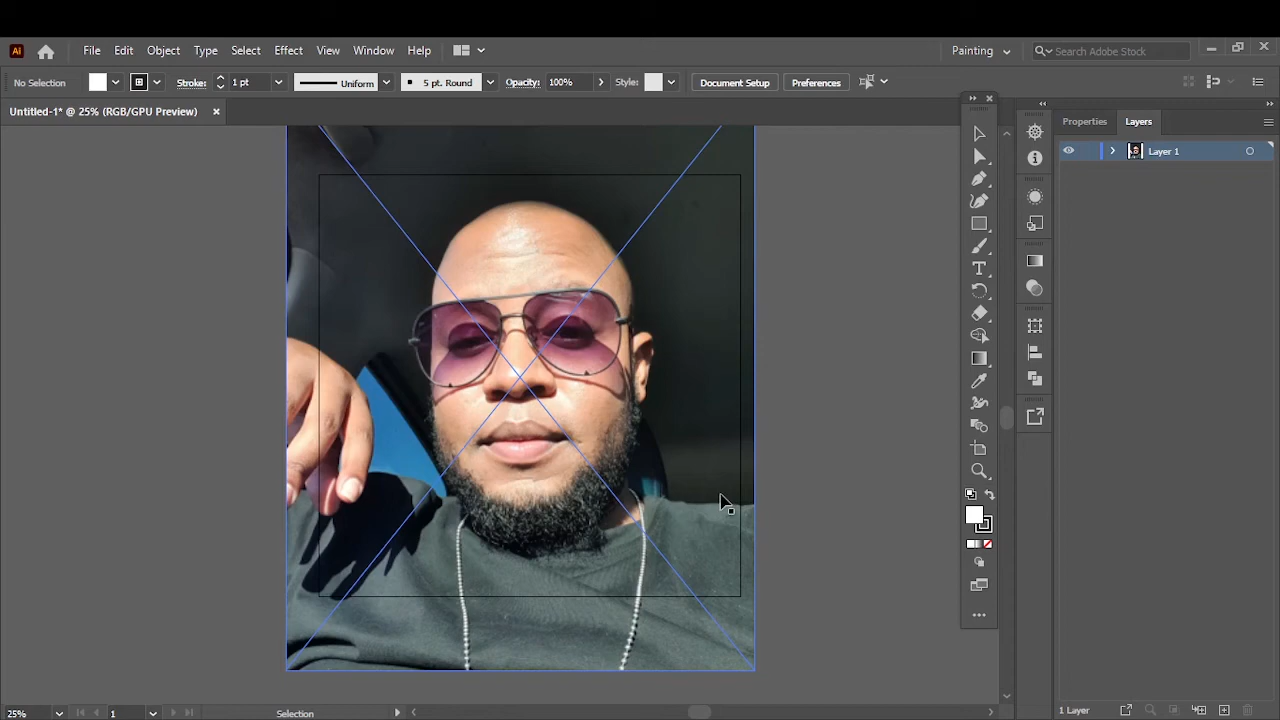 Ai File Edit Object Type Select Effect View Window Help Painting Search Adobe Stock
No Selection Stroke: 1 pt Uniform 5 pt. Round Opacity: 100% Style: Document Setup Preferences
Untitled-1* @ 25% (RGB/GPU Preview) Properties Layers
Layer 1
T
25% 1 Selection 1 Layer